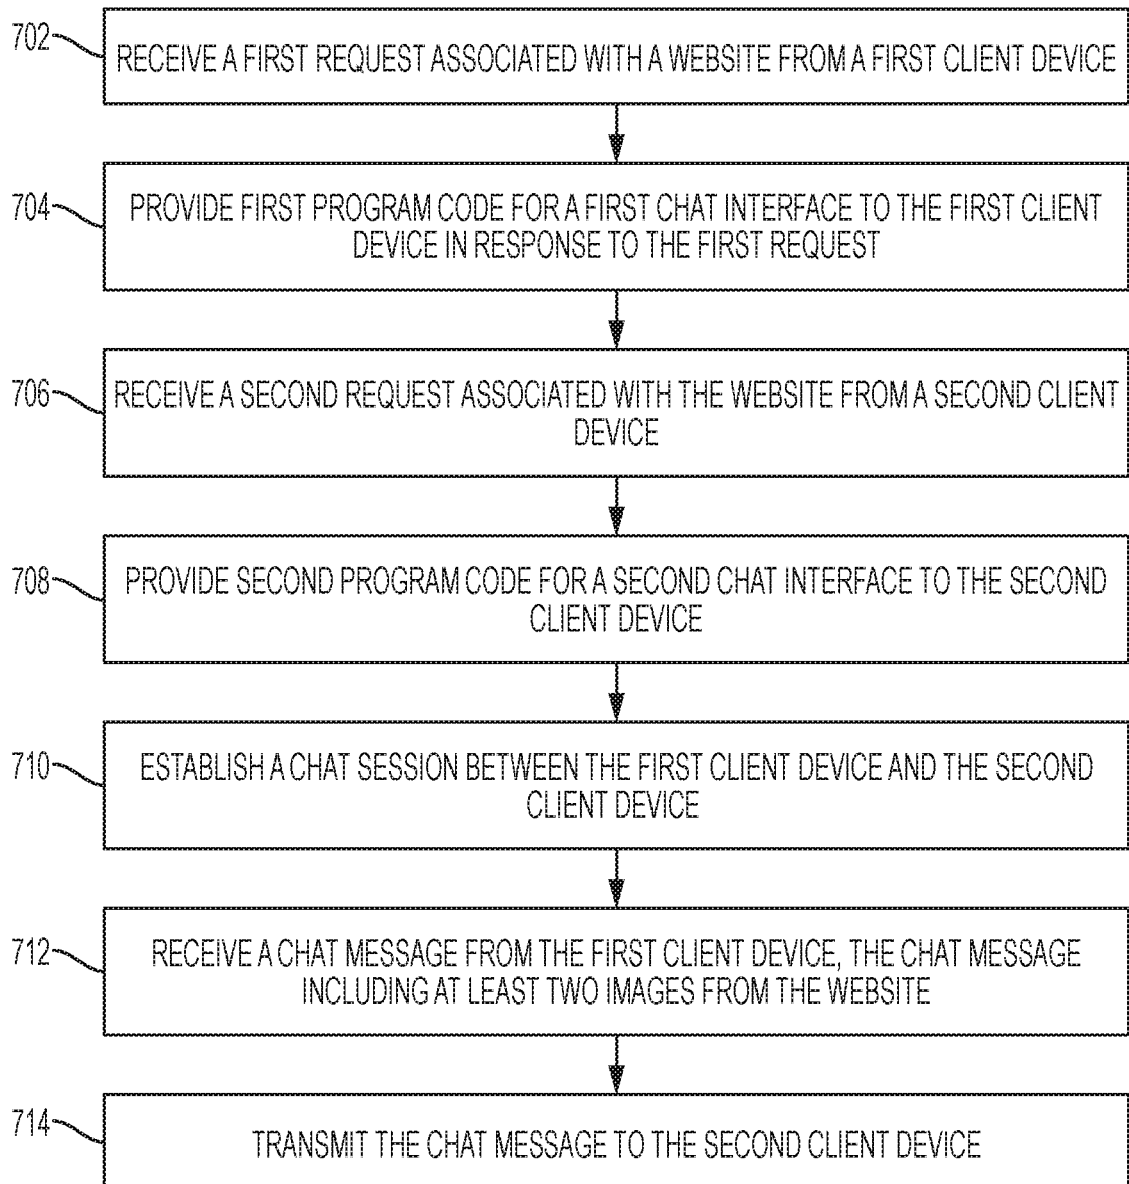 702
RECEIVE A FIRST REQUEST ASSOCIATED WITH A WEBSITE FROM A FIRST CLIENT DEVICE
704
PROVIDE FIRST PROGRAM CODE FOR A FIRST CHAT INTERFACE TO THE FIRST CLIENT
DEVICE IN RESPONSE TO THE FIRST REQUEST
706
RECEIVE A SECOND REQUEST ASSOCIATED WITH THE WEBSITE FROM A SECOND CLIENT
DEVICE
708
PROVIDE SECOND PROGRAM CODE FOR A SECOND CHAT INTERFACE TO THE SECOND
CLIENT DEVICE
710
ESTABLISH A CHAT SESSION BETWEEN THE FIRST CLIENT DEVICE AND THE SECOND
CLIENT DEVICE
712
RECEIVE A CHAT MESSAGE FROM THE FIRST CLIENT DEVICE, THE CHAT MESSAGE
INCLUDING AT LEAST TWO IMAGES FROM THE WEBSITE
714
TRANSMIT THE CHAT MESSAGE TO THE SECOND CLIENT DEVICE